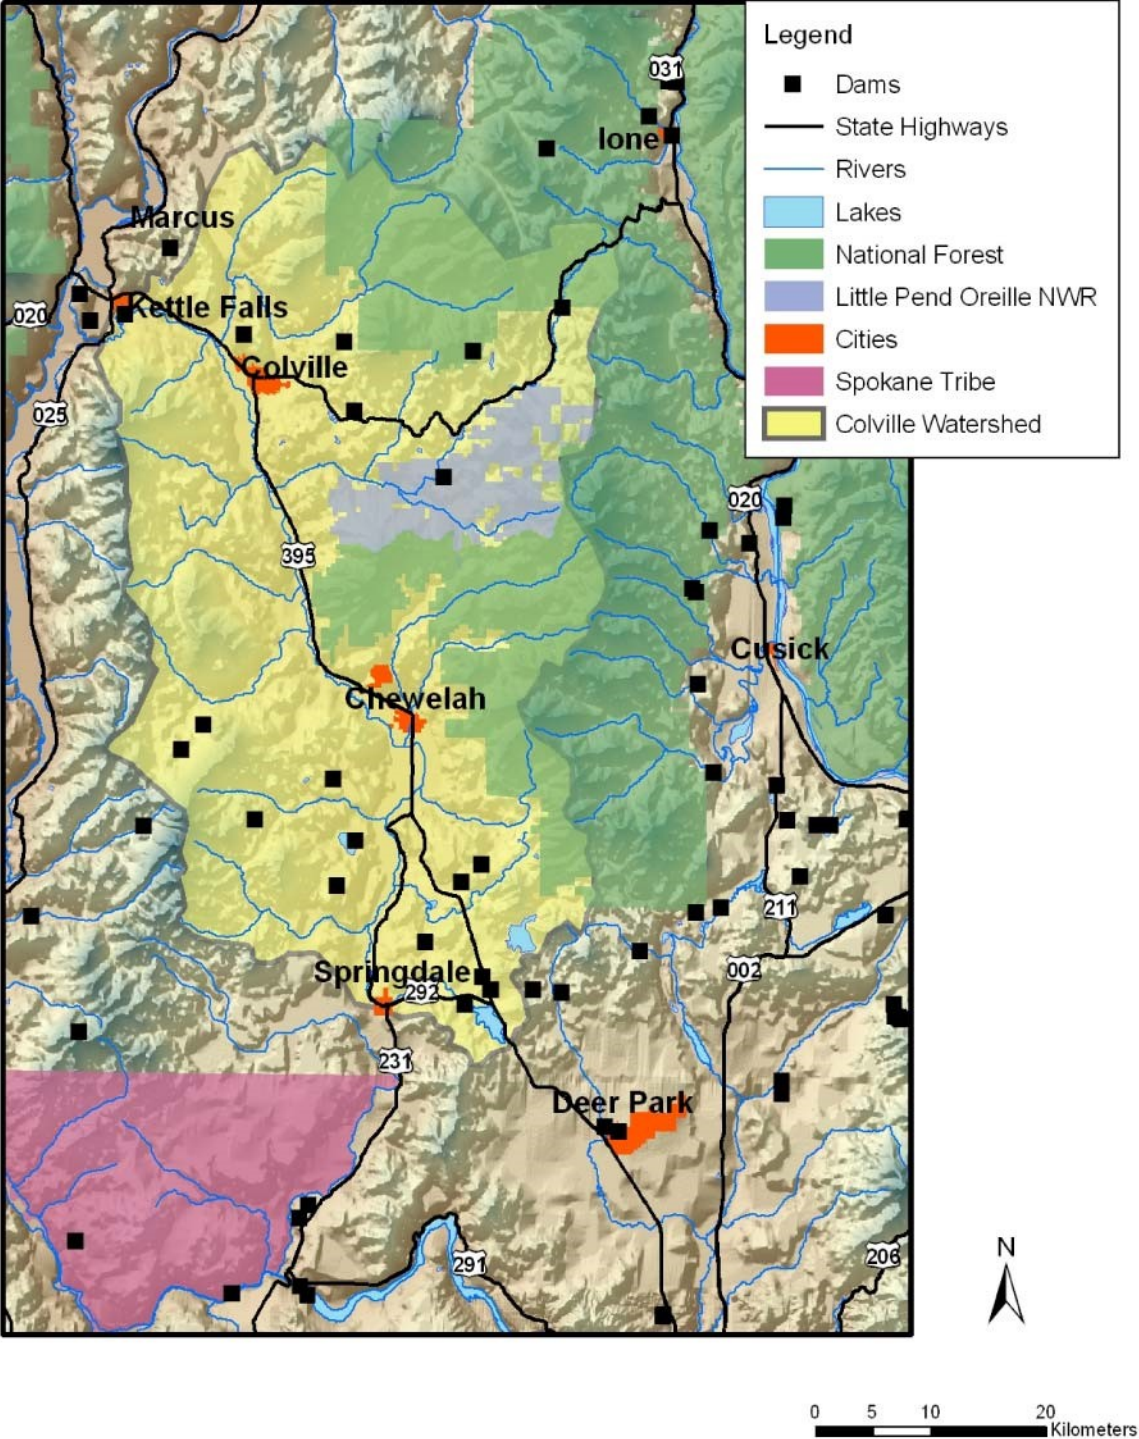 Legend
Dams
State Highways
Rivers
Lakes
National Forest
Little Pend Oreille NWR
Cities
Spokane Tribe
Colville Watershed
031
Ione
Marcus
020
Kettle Falls
Colville
025
020
395
Cusick
Chewelah
211
002
Springdale
292
231
Deer Park
291
206
N
0 5 10 20
Kilometers